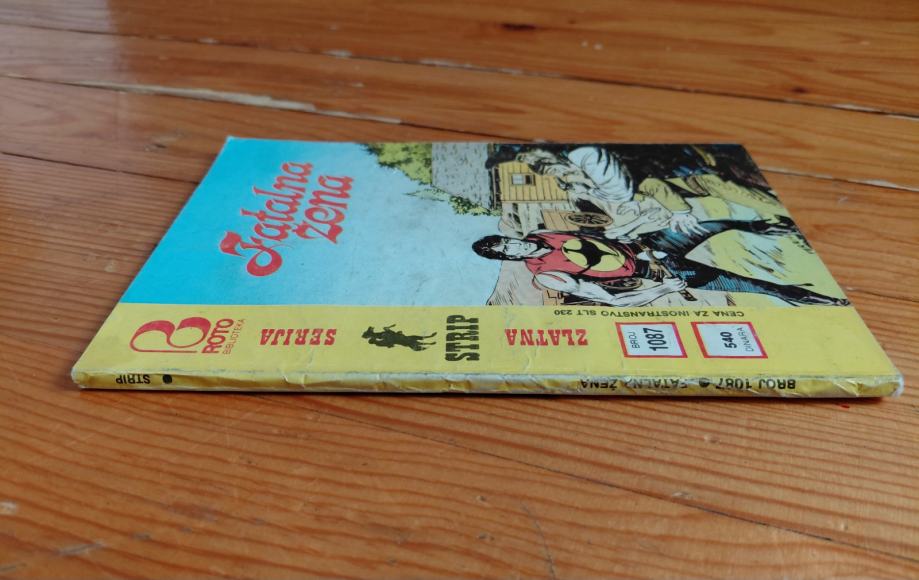 Fatalna
žena
ROTO
BIBLIOTEKA
SERIJA
STRIP
ZLATNA
BROJ
1087
540
DINARA
CENA ZA INOSTRANSTVO SLT 230
STRIP ●
BROJ 1087 ● FATALNA ŽENA